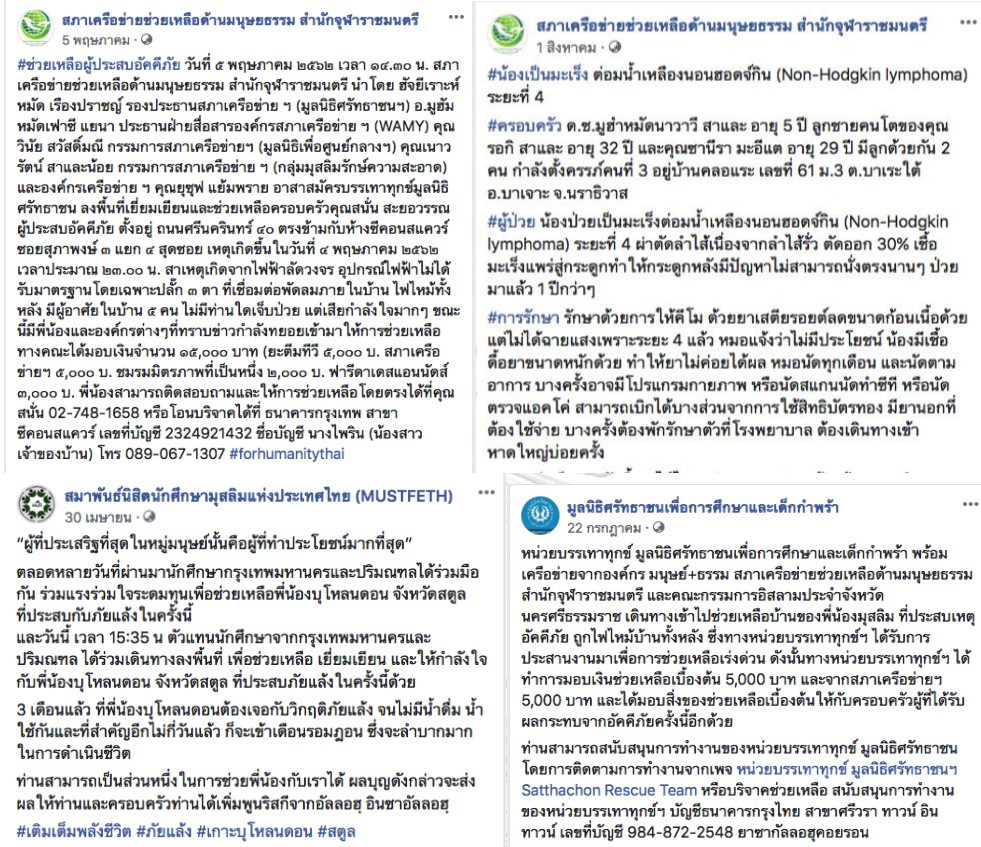 สภาเครือข่ายช่วยเหลือด้านมนุษยธรรม สำนักจุฬาราชมนตรี
5 พฤษภาคม
#ช่วยเหลือผู้ประสบอัคคีภัย วันที่ ๕ พฤษภาคม ๒๕๖๒ เวลา ๑๔.๓๐ น. สภา
เครือข่ายช่วยเหลือด้านมนุษยธรรม สำนักจุฬาราชมนตรี นำโดย ฮัจยีเราะห์
หมัด เรืองปราชญ์ รองประธานสภาเครือข่าย ฯ (มูลนิธิศรัทธาชนฯ) อ.มูฮัม
หมัดเฟาซี แยนา ประธานฝ่ายสื่อสารองค์กรสภาเครือข่าย ฯ (WAMY) คุณ
วินัย สวัสดิ์มณี กรรมการสภาเครือข่ายฯ (มูลนิธิเพื่อศูนย์กลางฯ) คุณเนาว
รัตน์ สาและน้อย กรรมการสภาเครือข่าย ฯ (กลุ่มมุสลิมรักษ์ความสะอาด)
และองค์กรเครือข่าย ฯ คุณยุซุฟ แย้มพราย อาสาสมัครบรรเทาทุกข์มูลนิธิ
ศรัทธาชน ลงพื้นที่เยี่ยมเยียนและช่วยเหลือครอบครัวคุณสนั่น สะยอวรรณ
ผู้ประสบอัคคีภัย ตั้งอยู่ ถนนศรีนครินทร์ ๔๐ ตรงข้ามกับห้างซีคอนสแควร์
ซอยสุภาพงษ์ ๓ แยก ๔ สุดซอย เหตุเกิดขึ้นในวันที่ ๔ พฤษภาคม ๒๕๖๒
เวลาประมาณ ๒๓.๐๐ น. สาเหตุเกิดจากไฟฟ้าลัดวงจร อุปกรณ์ไฟฟ้าไม่ได้
รับมาตรฐานโดยเฉพาะปลั๊ก ๓ ตา ที่เชื่อมต่อพัดลมภายในบ้าน ไฟไหม้ทั้ง
หลัง มีผู้อาศัยในบ้าน ๕ คน ไม่มีท่านใดเจ็บป่วย แต่เสียกำลังใจมากๆ ขณะ
นี้มีพี่น้องและองค์กรต่างๆที่ทราบข่าวกำลังทยอยเข้ามาให้การช่วยเหลือ
ทางคณะได้มอบเงินจำนวน ๑๕,๐๐๐ บาท (ยะตีมทีวี ๕,๐๐๐ บ. สภาเครือ
ข่ายฯ ๕,๐๐๐ บ. ชมรมมิตรภาพที่เป็นหนึ่ง ๒,๐๐๐ บ. ฟารีดาเดสแอนนัดส์
๓,๐๐๐ บ. พี่น้องสามารถติดสอบถามและให้การช่วยเหลือโดยตรงได้ที่คุณ
สนั่น 02-748-1658 หรือโอนบริจาคได้ที่ ธนาคารกรุงเทพ สาขา
ซีคอนสแควร์ เลขที่บัญชี 2324921432 ชื่อบัญชี นางไพริน (น้องสาว
เจ้าของบ้าน) โทร 089-067-1307 #forhumanitythai
สภาเครือข่ายช่วยเหลือด้านมนุษยธรรม สำนักจุฬาราชมนตรี
1 สิงหาคม
#น้องเป็นมะเร็ง ต่อมน้ำเหลืองนอนฮอดจ์กิน (Non-Hodgkin lymphoma)
ระยะที่ 4
#ครอบครัว ด.ช.มูฮำหมัดนาวาวี สาและ อายุ 5 ปี ลูกชายคนโตของคุณ
รอกิ สาและ อายุ 32 ปี และคุณซานีรา มะอีแต อายุ 29 ปี มีลูกด้วยกัน 2
คน กำลังตั้งครรภ์คนที่ 3 อยู่บ้านคลอแระ เลขที่ 61 ม.3 ต.บาเระใต้
อ.บาเจาะ จ.นราธิวาส
#ผู้ป่วย น้องป่วยเป็นมะเร็งต่อมน้ำเหลืองนอนฮอดจ์กิน (Non-Hodgkin
lymphoma) ระยะที่ 4 ผ่าตัดลำไส้เนื่องจากลำไส้รั่ว ตัดออก 30% เชื้อ
มะเร็งแพร่สู่กระดูกทำให้กระดูกหลังมีปัญหาไม่สามารถนั่งตรงนานๆ ป่วย
มาแล้ว 1 ปีกว่าๆ
#การรักษา รักษาด้วยการให้คีโม ด้วยยาเสตียรอยต์ลดขนาดก้อนเนื้อด้วย
แต่ไม่ได้ฉายแสงเพราะระยะ 4 แล้ว หมอแจ้งว่าไม่มีประโยชน์ น้องมีเชื้อ
ดื้อยาขนาดหนักด้วย ทำให้ยาไม่ค่อยได้ผล หมอนัดทุกเดือน และนัดตาม
อาการ บางครั้งอาจมีโปรแกรมกายภาพ หรือนัดสแกนนัดทำซีที หรือนัด
ตรวจแอคโค่ สามารถเบิกได้บางส่วนจากการใช้สิทธิบัตรทอง มียานอกที่
ต้องใช้จ่าย บางครั้งต้องพักรักษาตัวที่โรงพยาบาล ต้องเดินทางเข้า
หาดใหญ่บ่อยครั้ง
สมาพันธ์นิสิตนักศึกษามุสลิมแห่งประเทศไทย (MUSTFETH)
30 เมษายน
“ผู้ที่ประเสริฐที่สุดในหมู่มนุษย์นั้นคือผู้ที่ทำประโยชน์มากที่สุด”
ตลอดหลายวันที่ผ่านมานักศึกษากรุงเทพมหานครและปริมณฑลได้ร่วมมือ
กัน ร่วมแรงร่วมใจระดมทุนเพื่อช่วยเหลือพี่น้องบุโหลนดอน จังหวัดสตูล
ที่ประสบกับภัยแล้งในครั้งนี้
และวันนี้ เวลา 15:35 น ตัวแทนนักศึกษาจากกรุงเทพมหานครและ
ปริมณฑล ได้ร่วมเดินทางลงพื้นที่ เพื่อช่วยเหลือ เยี่ยมเยียน และให้กำลังใจ
กับพี่น้องบุโหลนดอน จังหวัดสตูล ที่ประสบภัยแล้งในครั้งนี้ด้วย
3 เดือนแล้ว ที่พี่น้องบุโหลนดอนต้องเจอกับวิกฤติภัยแล้ง จนไม่มีน้ำดื่ม น้ำ
ใช้กันและที่สำคัญอีกไม่กี่วันแล้ว ก็จะเข้าเดือนรอมฎอน ซึ่งจะลำบากมาก
ในการดำเนินชีวิต
ท่านสามารถเป็นส่วนหนึ่งในการช่วยพี่น้องกับเราได้ ผลบุญดังกล่าวจะส่ง
ผลให้ท่านและครอบครัวท่านได้เพิ่มพูนริสกีจากอัลลอฮฺ อินชาอัลลอฮฺ
#เติมเต็มพลังชีวิต #ภัยแล้ง #เกาะบุโหลนดอน #สตูล
มูลนิธิศรัทธาชนเพื่อการศึกษาและเด็กกำพร้า
22 กรกฎาคม
หน่วยบรรเทาทุกข์ มูลนิธิศรัทธาชนเพื่อการศึกษาและเด็กกำพร้า พร้อม
เครือข่ายจากองค์กร มนุษย์+ธรรม สภาเครือข่ายช่วยเหลือด้านมนุษยธรรม
สำนักจุฬาราชมนตรี และคณะกรรมการอิสลามประจำจังหวัด
นครศรีธรรมราช เดินทางเข้าไปช่วยเหลือบ้านของพี่น้องมุสลิม ที่ประสบเหตุ
อัคคีภัย ถูกไฟไหม้บ้านทั้งหลัง ซึ่งทางหน่วยบรรเทาทุกข์ฯ ได้รับการ
ประสานงานมาเพื่อการช่วยเหลือเร่งด่วน ดังนั้นทางหน่วยบรรเทาทุกข์ฯ ได้
ทำการมอบเงินช่วยเหลือเบื้องต้น 5,000 บาท และจากสภาเครือข่ายฯ
5,000 บาท และได้มอบสิ่งของช่วยเหลือเบื้องต้นให้กับครอบครัวผู้ที่ได้รับ
ผลกระทบจากอัคคีภัยครั้งนี้อีกด้วย
ท่านสามารถสนับสนุนการทำงานของหน่วยบรรเทาทุกข์ มูลนิธิศรัทธาชน
โดยการติดตามการทำงานจากเพจ หน่วยบรรเทาทุกข์ มูลนิธิศรัทธาชนฯ
Satthachon Rescue Team หรือบริจาคช่วยเหลือ สนับสนุนการทำงาน
ของหน่วยบรรเทาทุกข์ฯ บัญชีธนาคารกรุงไทย สาขาศรีวรา ทาวน์ อิน
ทาวน์ เลขที่บัญชี 984-872-2548 ยาซากัลลอฮุคอยรอน